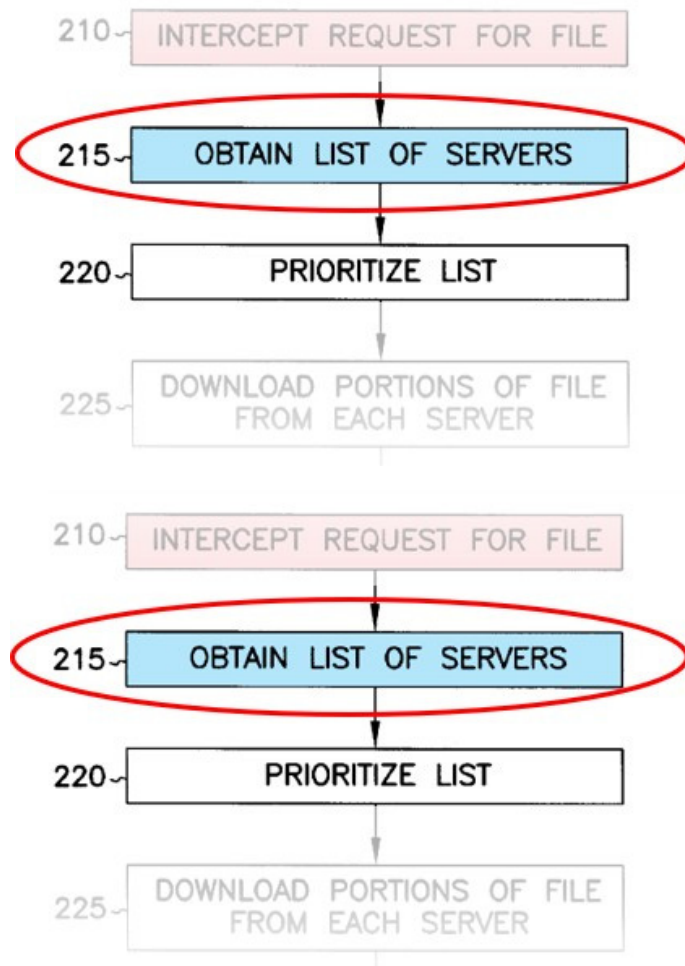 210 INTERCEPT REQUEST FOR FILE
215 OBTAIN LIST OF SERVERS
220 PRIORITIZE LIST
225 DOWNLOAD PORTIONS OF FILE
FROM EACH SERVER
210 INTERCEPT REQUEST FOR FILE
215 OBTAIN LIST OF SERVERS
220 PRIORITIZE LIST
225 DOWNLOAD PORTIONS OF FILE
FROM EACH SERVER